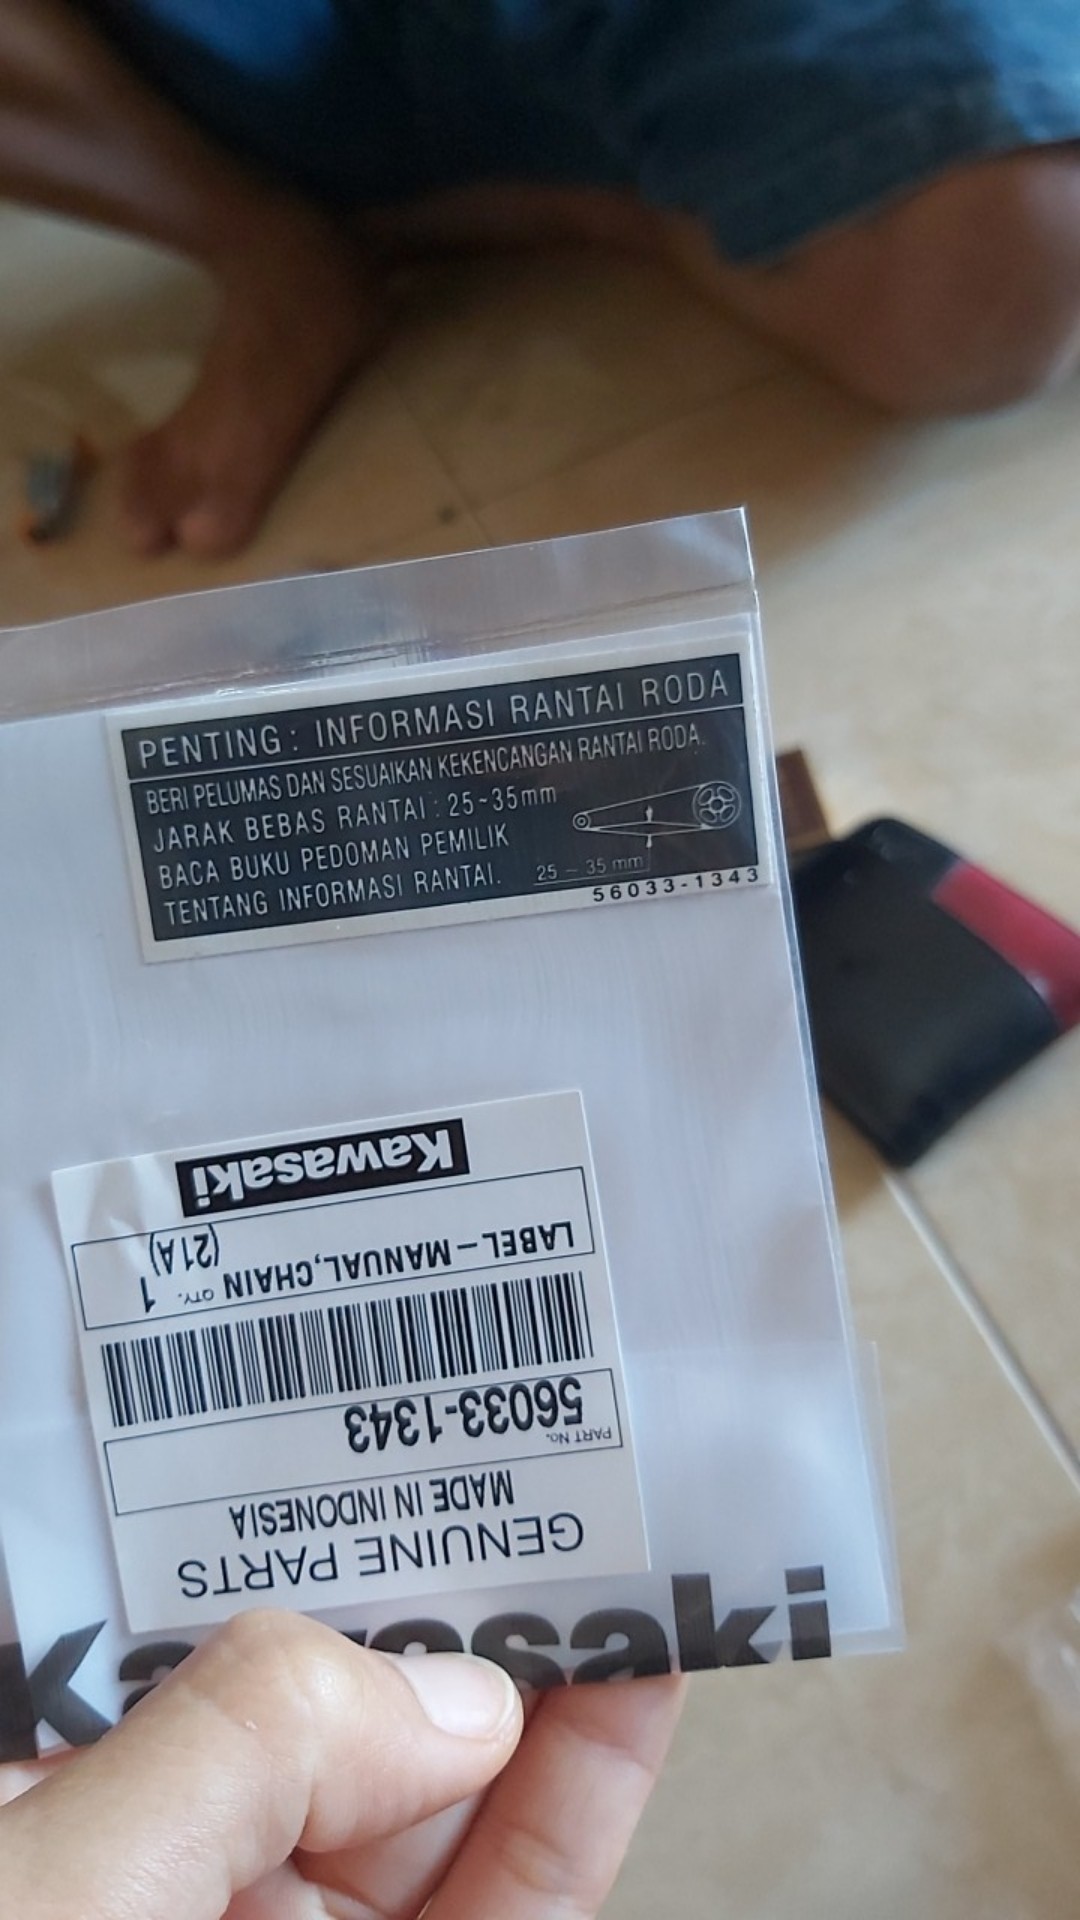 PENTING : INFORMASI RANTAI RODA
BERI PELUMAS DAN SESUAIKAN KEKENCANGAN RANTAI RODA.
JARAK BEBAS RANTAI : 25~35mm
BACA BUKU PEDOMAN PEMILIK
TENTANG INFORMASI RANTAI.
25 – 35 mm
56033-1343
Kawasaki
LABEL-MANUAL,CHAIN
(21A)
QTY. 1
PART No.
56033-1343
MADE IN INDONESIA
GENUINE PARTS
Kawasaki